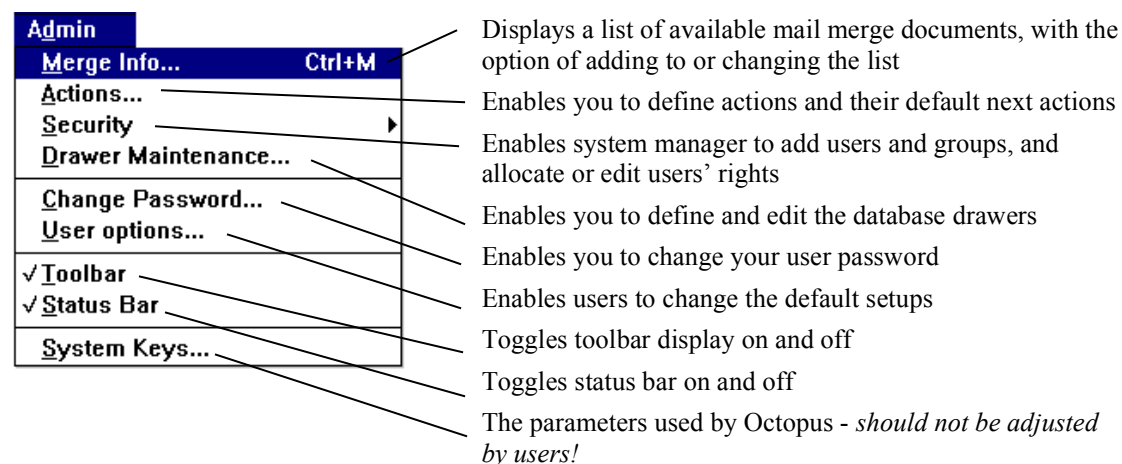 Admin
Merge Info... Ctrl+M
Actions...
Security
Drawer Maintenance...
Change Password...
User options...
√ Toolbar
√ Status Bar
System Keys...
Displays a list of available mail merge documents, with the
option of adding to or changing the list
Enables you to define actions and their default next actions
Enables system manager to add users and groups, and
allocate or edit users’ rights
Enables you to define and edit the database drawers
Enables you to change your user password
Enables users to change the default setups
Toggles toolbar display on and off
Toggles status bar on and off
The parameters used by Octopus - should not be adjusted
by users!